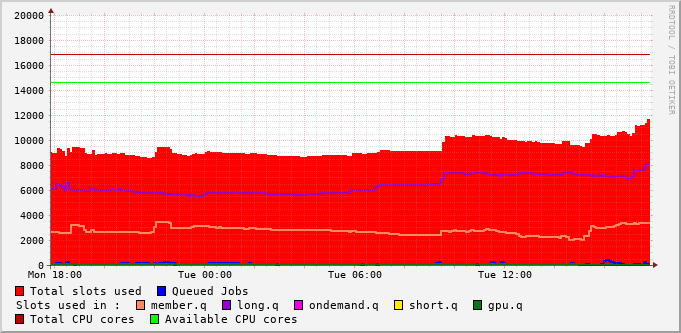 20000
18000
16000
14000
12000
10000
8000
6000
4000
2000
0
Mon 18:00 Tue 00:00 Tue 06:00 Tue 12:00
RRDTOOL / TOBI OETIKER
Total slots used Queued Jobs
Slots used in : member.q long.q ondemand.q short.q gpu.q
Total CPU cores Available CPU cores